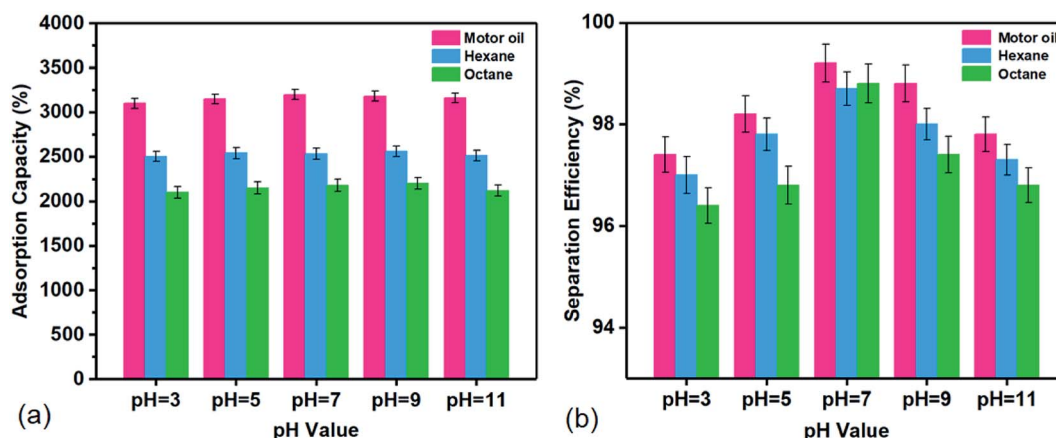 4000
3500
3000
2500
2000
1500
1000
500
0
Adsorption Capacity (%)
Motor oil
Hexane
Octane
pH=3 pH=5 pH=7 pH=9 pH=11
pH Value
(a)
100
98
96
94
Separation Efficiency (%)
Motor oil
Hexane
Octane
pH=3 pH=5 pH=7 pH=9 pH=11
pH Value
(b)